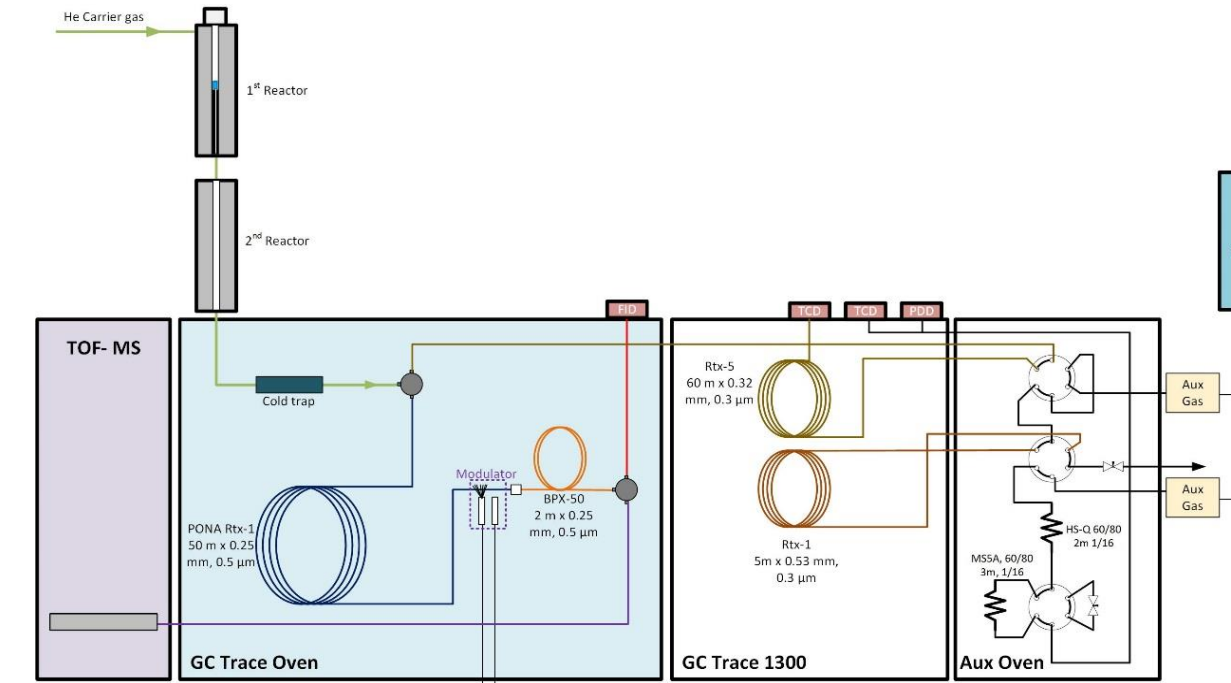 He Carrier gas
1st Reactor
2nd Reactor
FID
TCD
TCD
PDD
TOF- MS
Cold trap
Rtx-5
60 m x 0.32
mm, 0.3 µm
Aux
Gas
Modulator
BPX-50
2 m x 0.25
mm, 0.5 µm
PONA Rtx-1
50 m x 0.25
mm, 0.5 µm
Rtx-1
5m x 0.53 mm,
0.3 µm
Aux
Gas
HS-Q 60/80
2m 1/16
MS5A, 60/80
3m, 1/16
GC Trace Oven
GC Trace 1300
Aux Oven